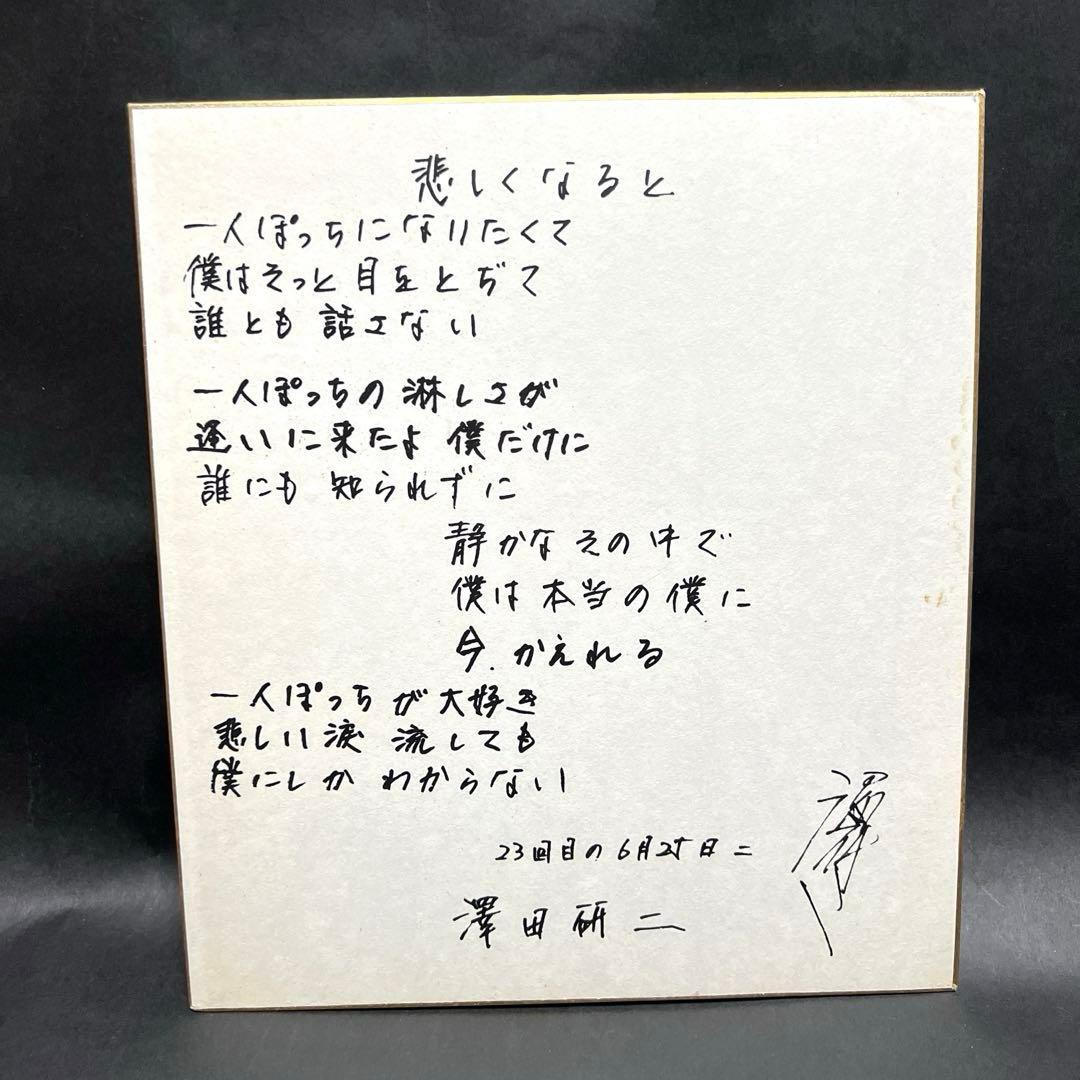 悲しくなると
一人ぽっちになりたくて
僕はそっと目をとぢて
誰とも話さない
一人ぽっちの淋しさが
逢いに来たよ 僕だけに
誰にも知られずに
静かなその中で
僕は本当の僕に
今.かえれる
一人ぽっちが大好き
悲しい涙 流しても
僕にしか わからない
23回目の6月25日ニ
澤田研二